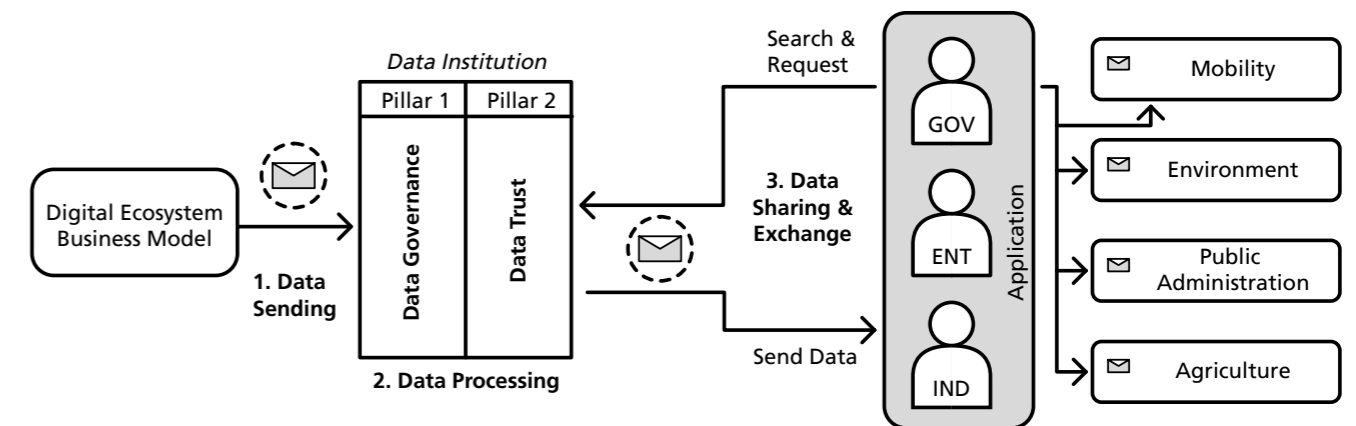 Digital Ecosystem
Business Model
1. Data
Sending
Data Institution
Pillar 1
Pillar 2
Data Governance
Data Trust
2. Data Processing
Search &
Request
3. Data
Sharing &
Exchange
Send Data
GOV
ENT
IND
Application
Mobility
Environment
Public
Administration
Agriculture